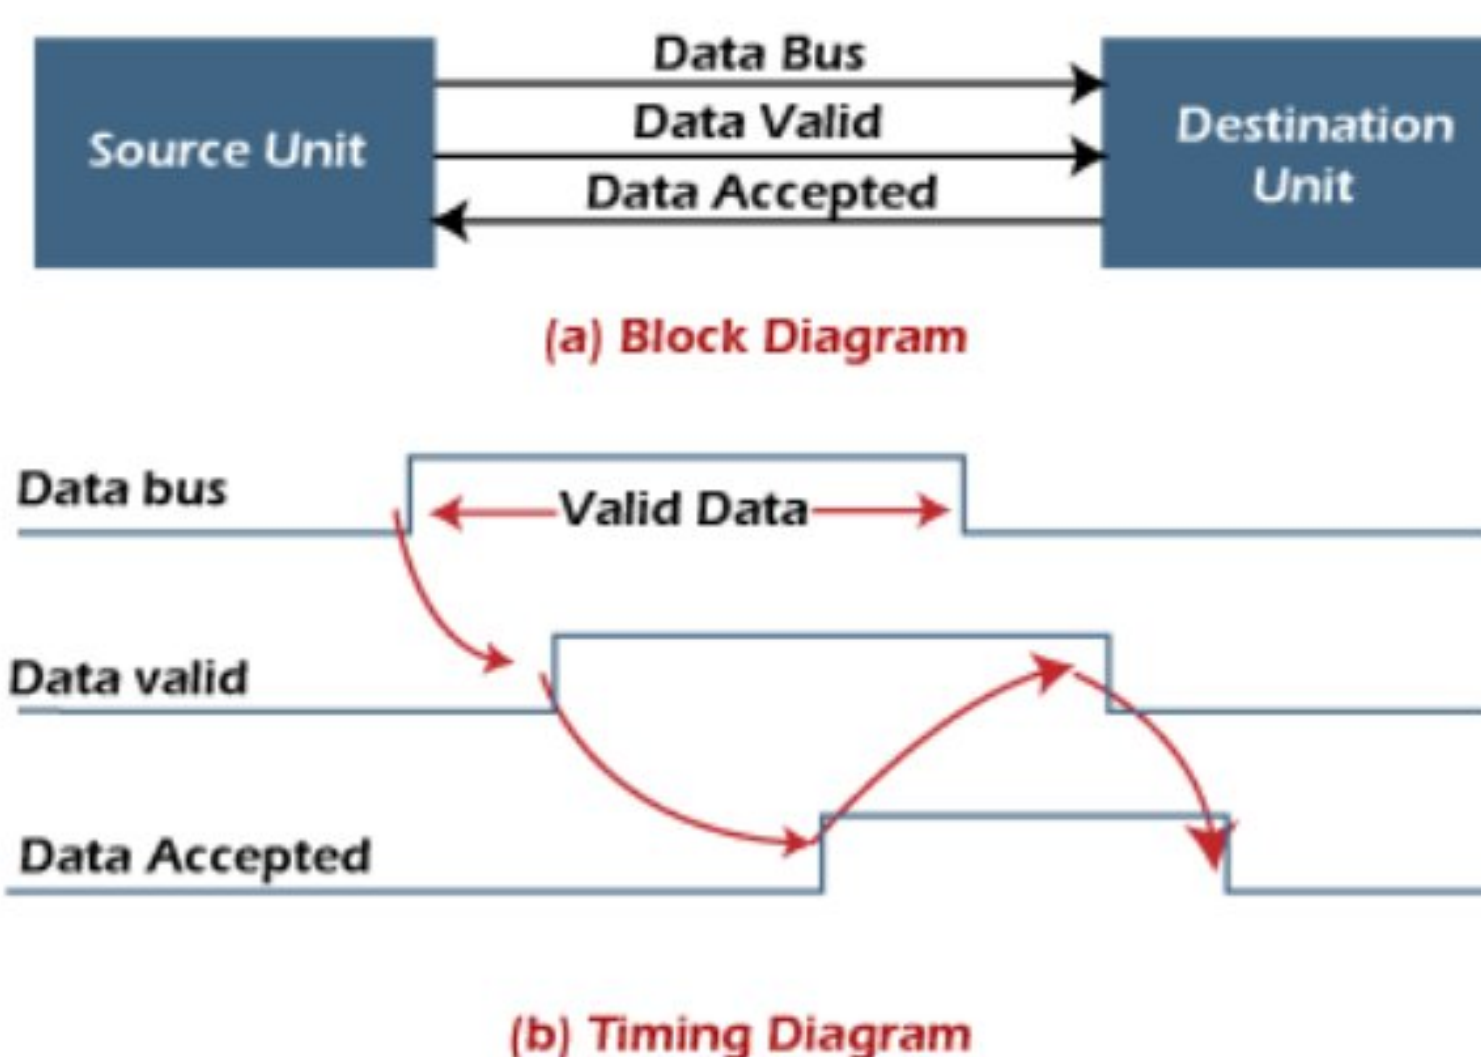 Data Bus
Source Unit
Data Valid
Data Accepted
Destination
Unit
(a) Block Diagram
Data bus
Valid Data
Data valid
Data Accepted
(b) Timing Diagram